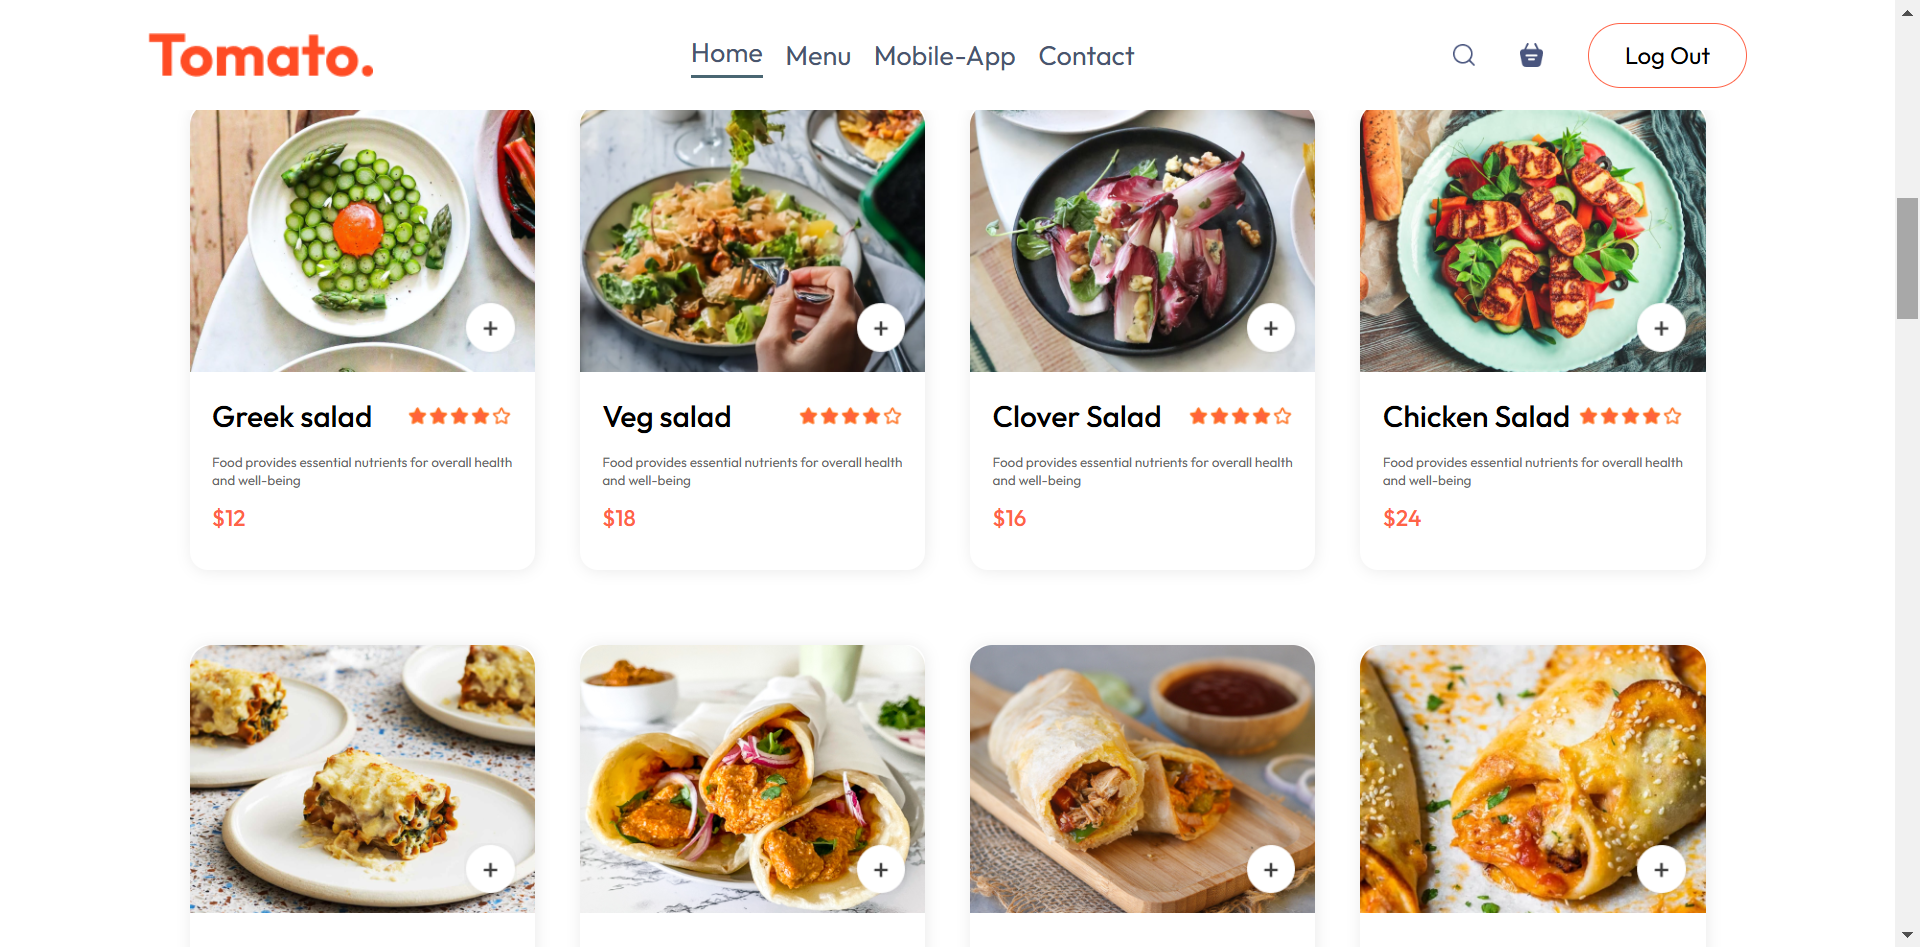 Tomato.
Home Menu Mobile-App Contact
Log Out
Greek salad
Food provides essential nutrients for overall health
and well-being
$12
Veg salad
Food provides essential nutrients for overall health
and well-being
$18
Clover Salad
Food provides essential nutrients for overall health
and well-being
$16
Chicken Salad
Food provides essential nutrients for overall health
and well-being
$24